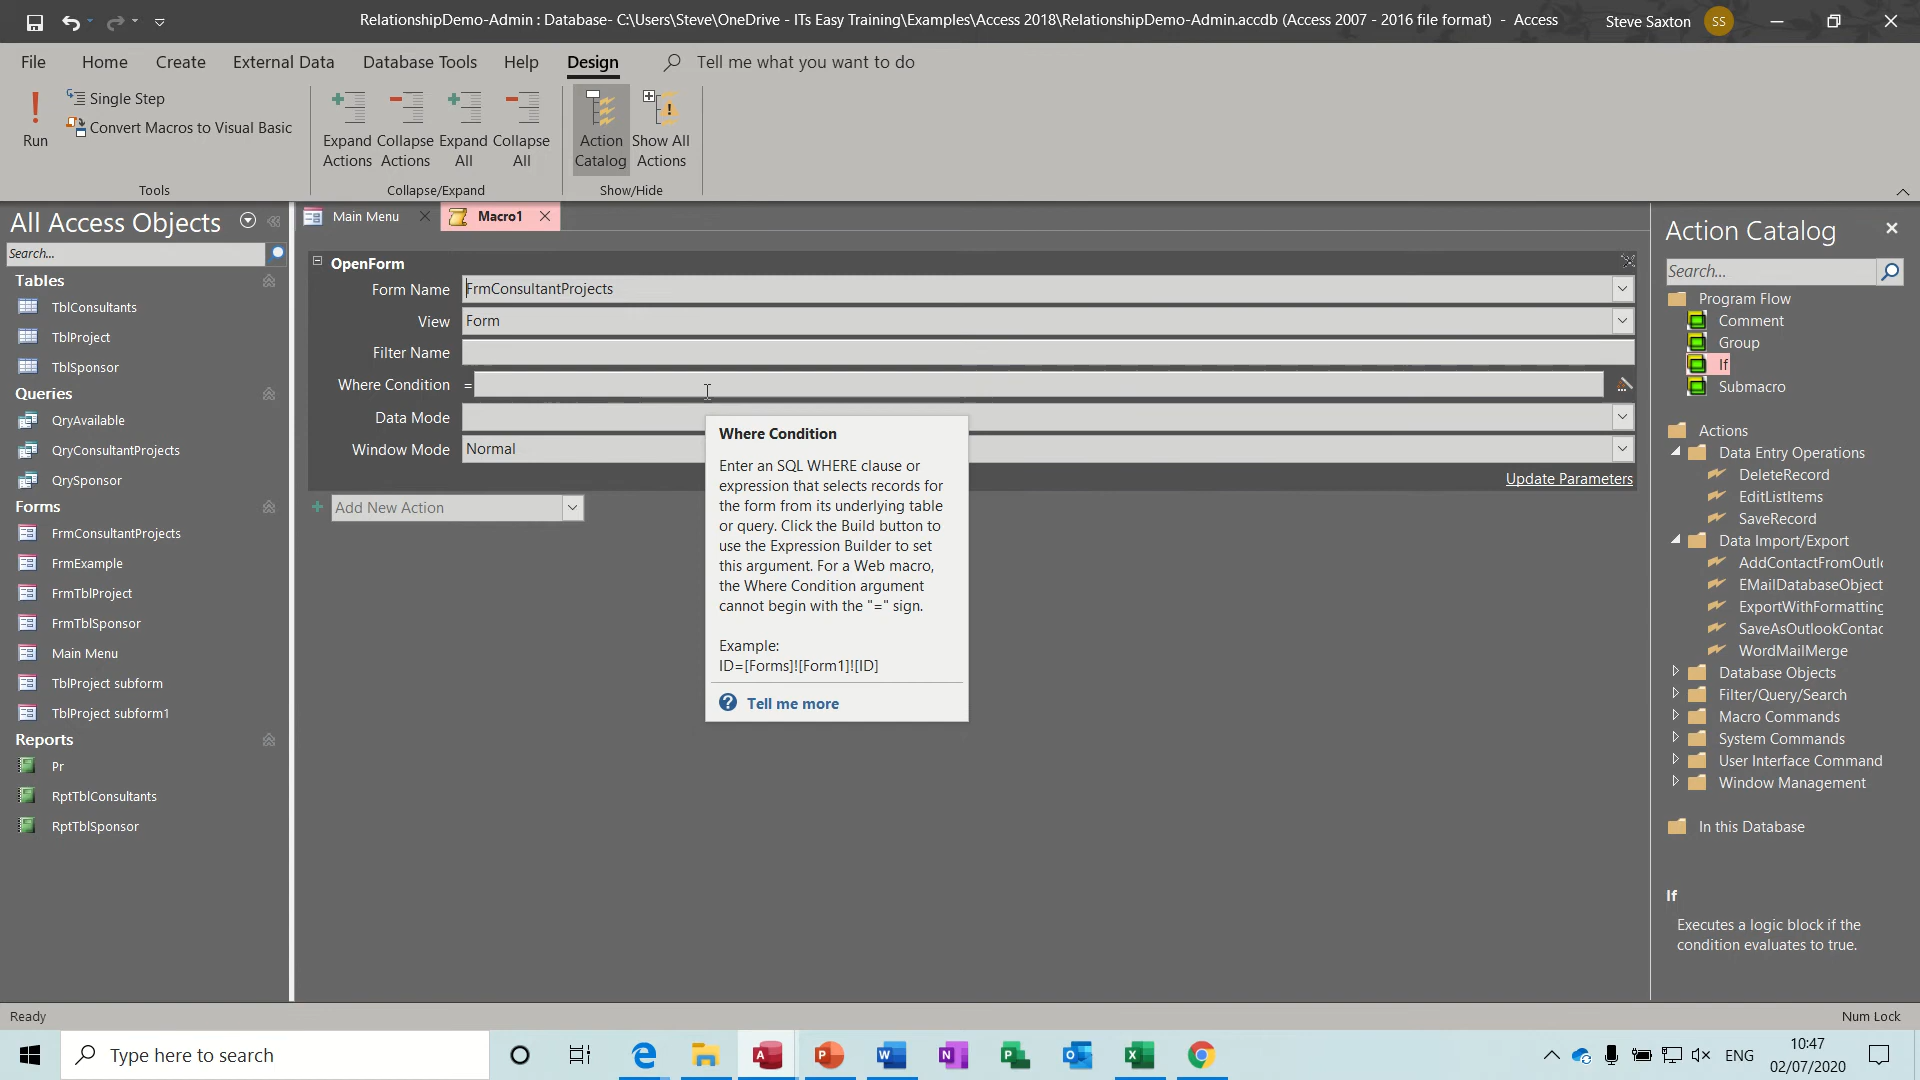 RelationshipDemo-Admin : Database- C:\Users\Steve\OneDrive - ITs Easy Training\Examples\Access 2018\RelationshipDemo-Admin.accdb (Access 2007 - 2016 file format) - Access
Steve Saxton
SS
File
Home
Create
External Data
Database Tools
Help
Design
Tell me what you want to do
Run
Single Step
Convert Macros to Visual Basic
Tools
Expand Actions
Collapse Actions
Expand All
Collapse All
Collapse/Expand
Action Catalog
Show All Actions
Show/Hide
All Access Objects
Search...
Tables
TblConsultants
TblProject
TblSponsor
Queries
QryAvailable
QryConsultantProjects
QrySponsor
Forms
FrmConsultantProjects
FrmExample
FrmTblProject
FrmTblSponsor
Main Menu
TblProject subform
TblProject subform1
Reports
Pr
RptTblConsultants
RptTblSponsor
Main Menu
Macro1
OpenForm
Form Name
FrmConsultantProjects
View
Form
Filter Name
Where Condition
=
Data Mode
Window Mode
Normal
Update Parameters
Add New Action
Where Condition
Enter an SQL WHERE clause or
expression that selects records for
the form from its underlying table
or query. Click the Build button to
use the Expression Builder to set
this argument. For a Web macro,
the Where Condition argument
cannot begin with the "=" sign.
Example:
ID=[Forms]![Form1]![ID]
Tell me more
Action Catalog
Search...
Program Flow
Comment
Group
If
Submacro
Actions
Data Entry Operations
DeleteRecord
EditListItems
SaveRecord
Data Import/Export
AddContactFromOutlo
EMailDatabaseObject
ExportWithFormatting
SaveAsOutlookContac
WordMailMerge
Database Objects
Filter/Query/Search
Macro Commands
System Commands
User Interface Command
Window Management
In this Database
If
Executes a logic block if the
condition evaluates to true.
Ready
Num Lock
Type here to search
ENG
10:47
02/07/2020